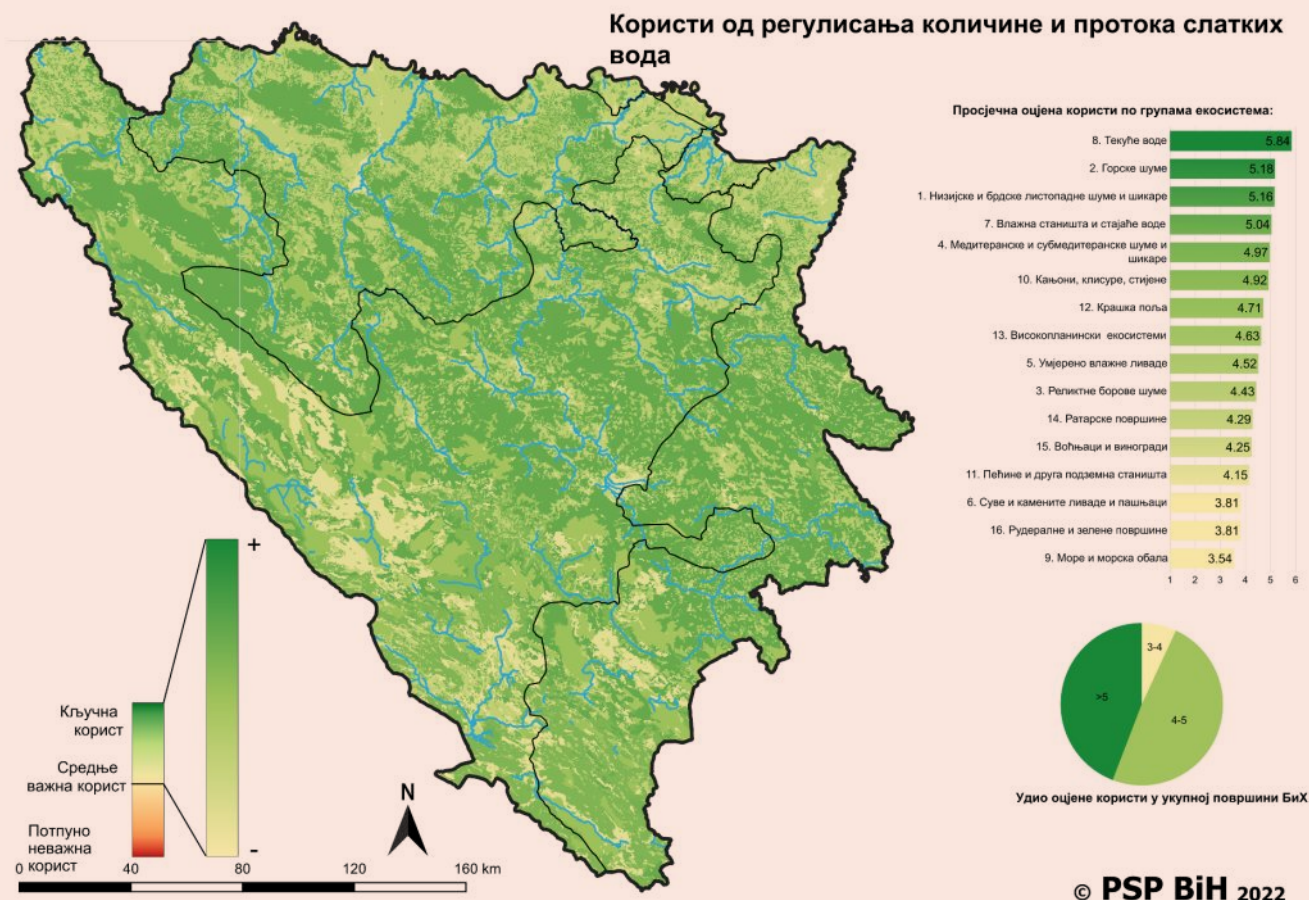 Користи од регулисања количине и протока слатких
вода
Просјечна оцјена користи по групама екосистема:
8. Текуће воде
5.84
2. Горске шуме
5.18
1. Низијске и брдске листопадне шуме и шикаре
5.16
7. Влажна станишта и стајаће воде
5.04
4. Медитеранске и субмедитеранске шуме и
шикаре
4.97
10. Кањони, клисуре, стијене
4.92
12. Крашка поља
4.71
13. Високопланински екосистеми
4.63
5. Умјерено влажне ливаде
4.52
3. Реликтне борове шуме
4.43
14. Ратарске површине
4.29
15. Воћњаци и виногради
4.25
11. Пећине и друга подземна станишта
4.15
6. Суве и камените ливаде и пашњаци
3.81
16. Рудералне и зелене површине
3.81
9. Море и морска обала
3.54
1 2 3 4 5 6
3-4
>5
4-5
Удио оцјене користи у укупној површини БиХ
+
-
Кључна
корист
Средње
важна корист
Потпуно
неважна
корист
N
0 40 80 120 160 km
© PSP BiH 2022